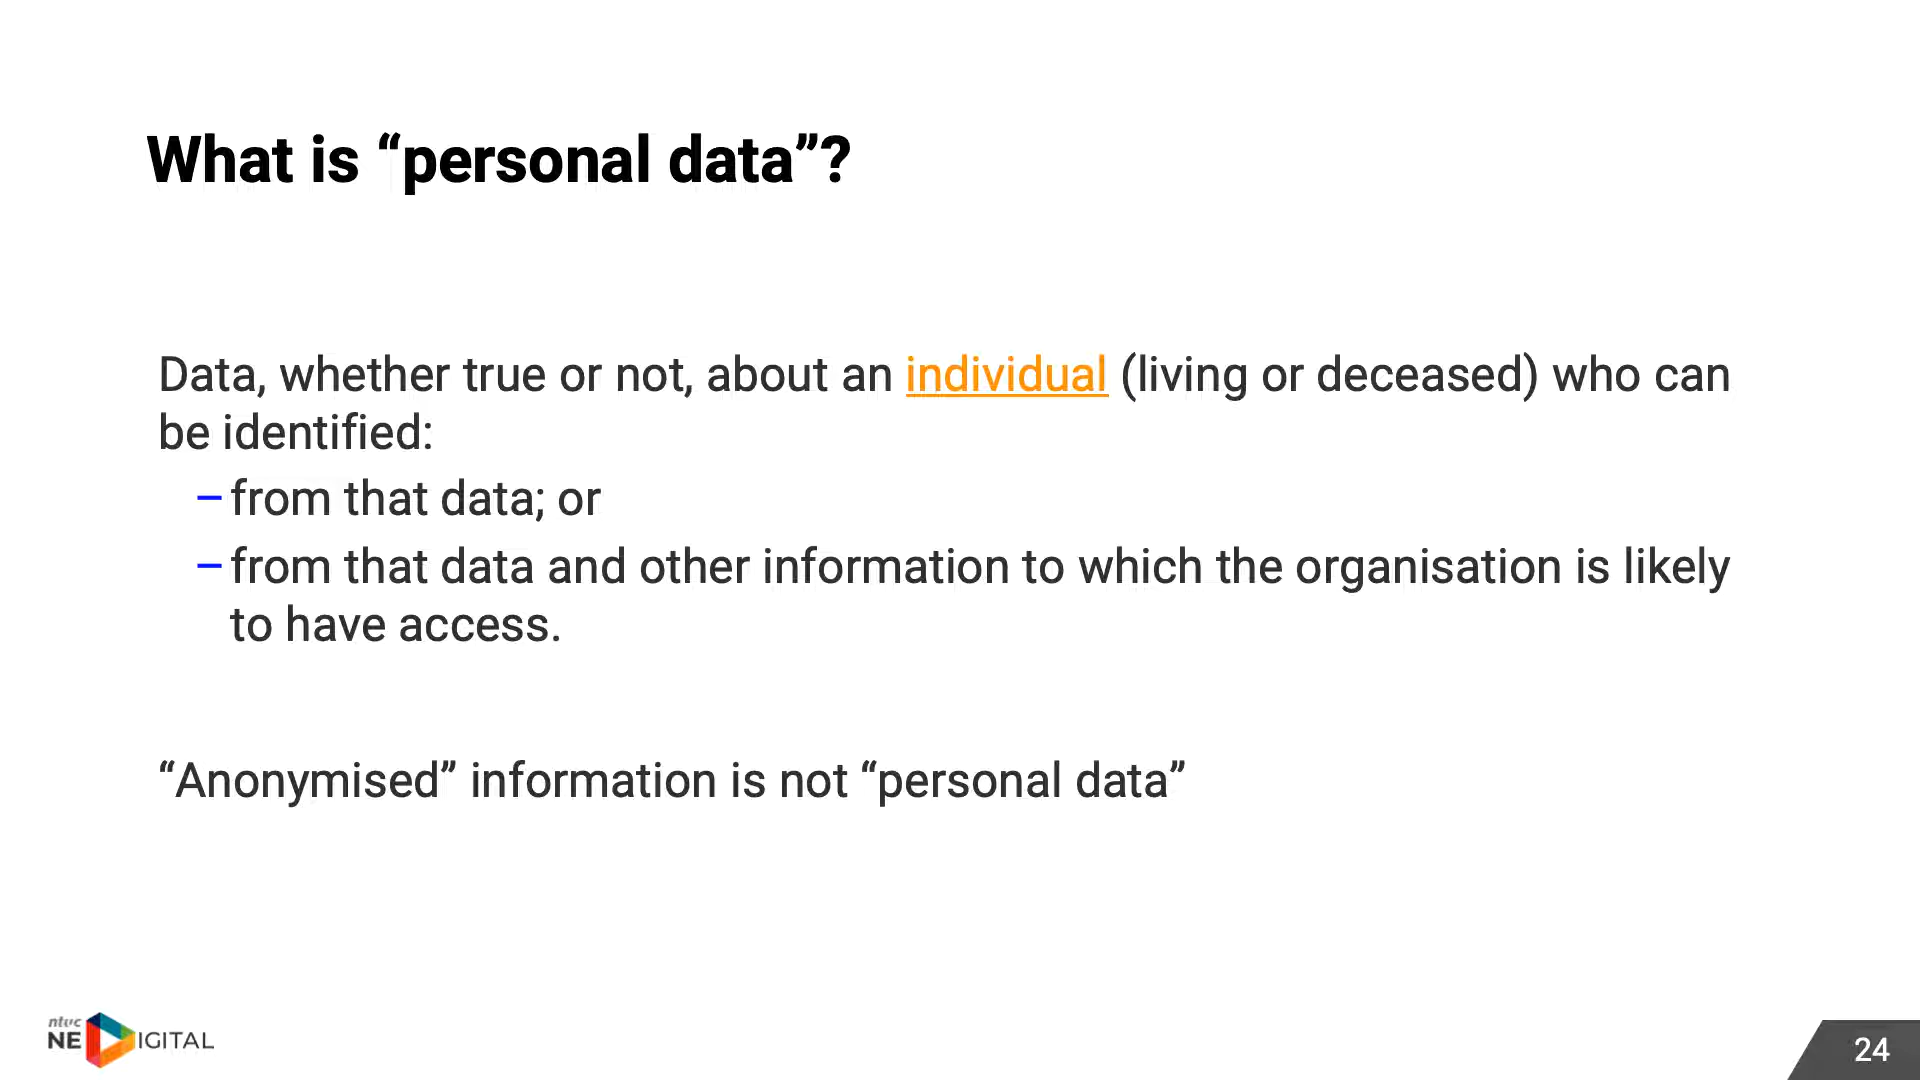 What is “personal data”?
Data, whether true or not, about an individual (living or deceased) who can
be identified:
– from that data; or
– from that data and other information to which the organisation is likely
to have access.
“Anonymised” information is not “personal data”
ntuc
NE IGITAL
24